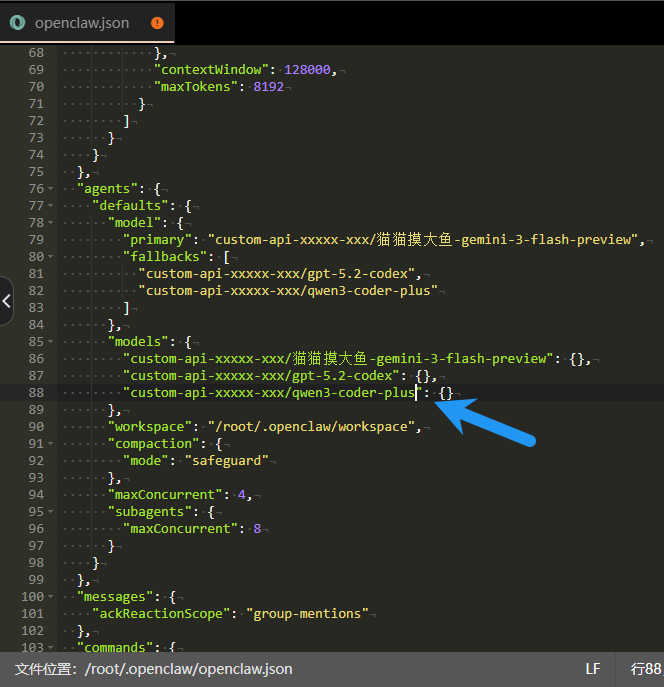 openclaw.json
68 },
69 "contextWindow": 128000,
70 "maxTokens": 8192
71 }
72 ]
73 }
74 }
75 },
76 "agents": {
77 "defaults": {
78 "model": {
79 "primary": "custom-api-xxxxx-xxx/猫猫摸大鱼-gemini-3-flash-preview",
80 "fallbacks": [
81 "custom-api-xxxxx-xxx/gpt-5.2-codex",
82 "custom-api-xxxxx-xxx/qwen3-coder-plus"
83 ]
84 },
85 "models": {
86 "custom-api-xxxxx-xxx/猫猫摸大鱼-gemini-3-flash-preview": {},
87 "custom-api-xxxxx-xxx/gpt-5.2-codex": {},
88 "custom-api-xxxxx-xxx/qwen3-coder-plus": {}
89 },
90 "workspace": "/root/.openclaw/workspace",
91 "compaction": {
92 "mode": "safeguard"
93 },
94 "maxConcurrent": 4,
95 "subagents": {
96 "maxConcurrent": 8
97 }
98 }
99 },
100 "messages": {
101 "ackReactionScope": "group-mentions"
102 },
103 "commands": {
文件位置: /root/.openclaw/openclaw.json LF 行88